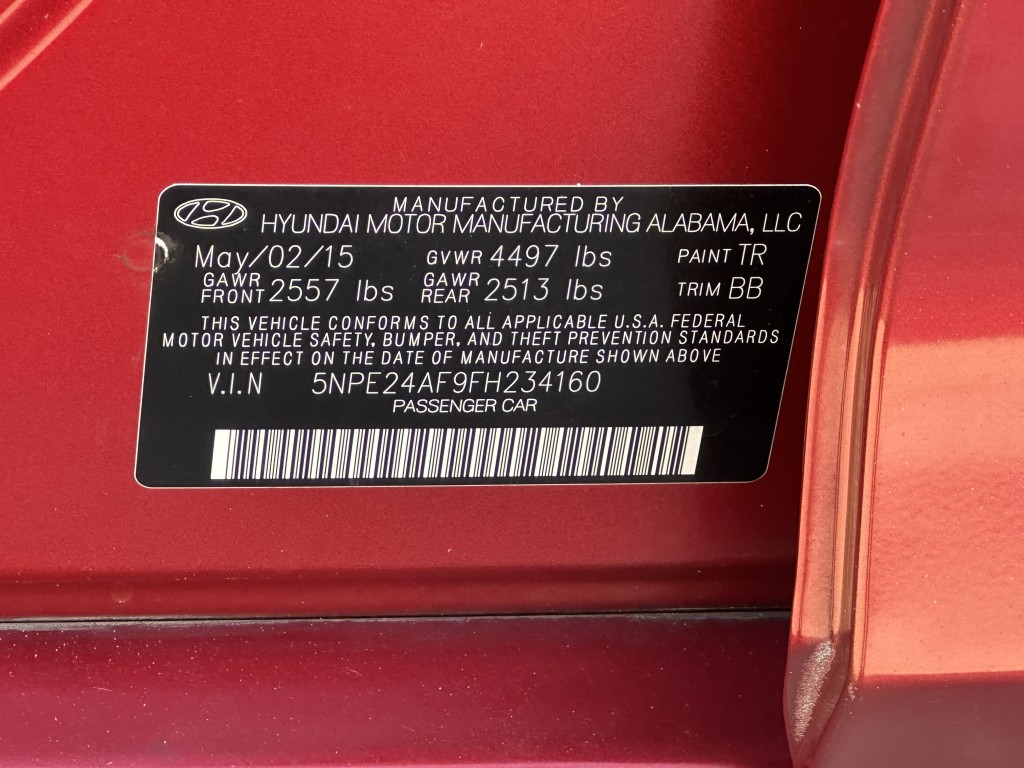 MANUFACTURED BY
HYUNDAI MOTOR MANUFACTURING ALABAMA, LLC
May/02/15 GVWR 4497 lbs PAINT TR
GAWR FRONT 2557 lbs GAWR REAR 2513 lbs TRIM BB
THIS VEHICLE CONFORMS TO ALL APPLICABLE U.S.A. FEDERAL
MOTOR VEHICLE SAFETY, BUMPER, AND THEFT PREVENTION STANDARDS
IN EFFECT ON THE DATE OF MANUFACTURE SHOWN ABOVE
V.I.N 5NPE24AF9FH234160
PASSENGER CAR